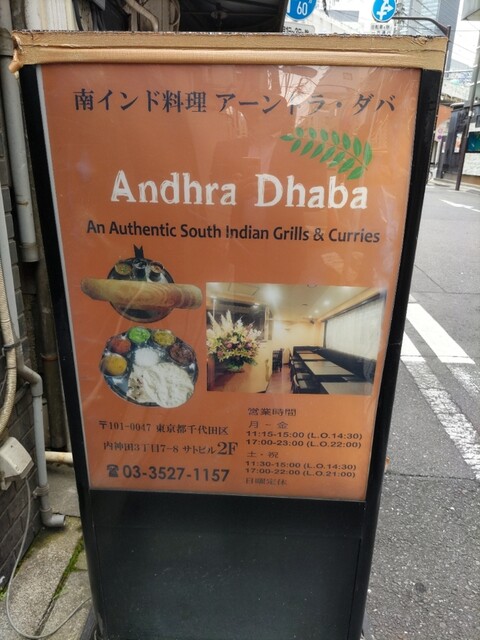 60
南インド料理 アーンドラ・ダバ
Andhra Dhaba
An Authentic South Indian Grills & Curries
〒101-0047 東京都千代田区
内神田3丁目7-8 サトビル2F
☎03-3527-1157
営業時間
月 - 金
11:15-15:00 (L.O.14:30)
17:00-23:00 (L.O.22:00)
土・祝
11:30-15:00 (L.O.14:30)
17:00-22:00 (L.O.21:00)
日曜定休